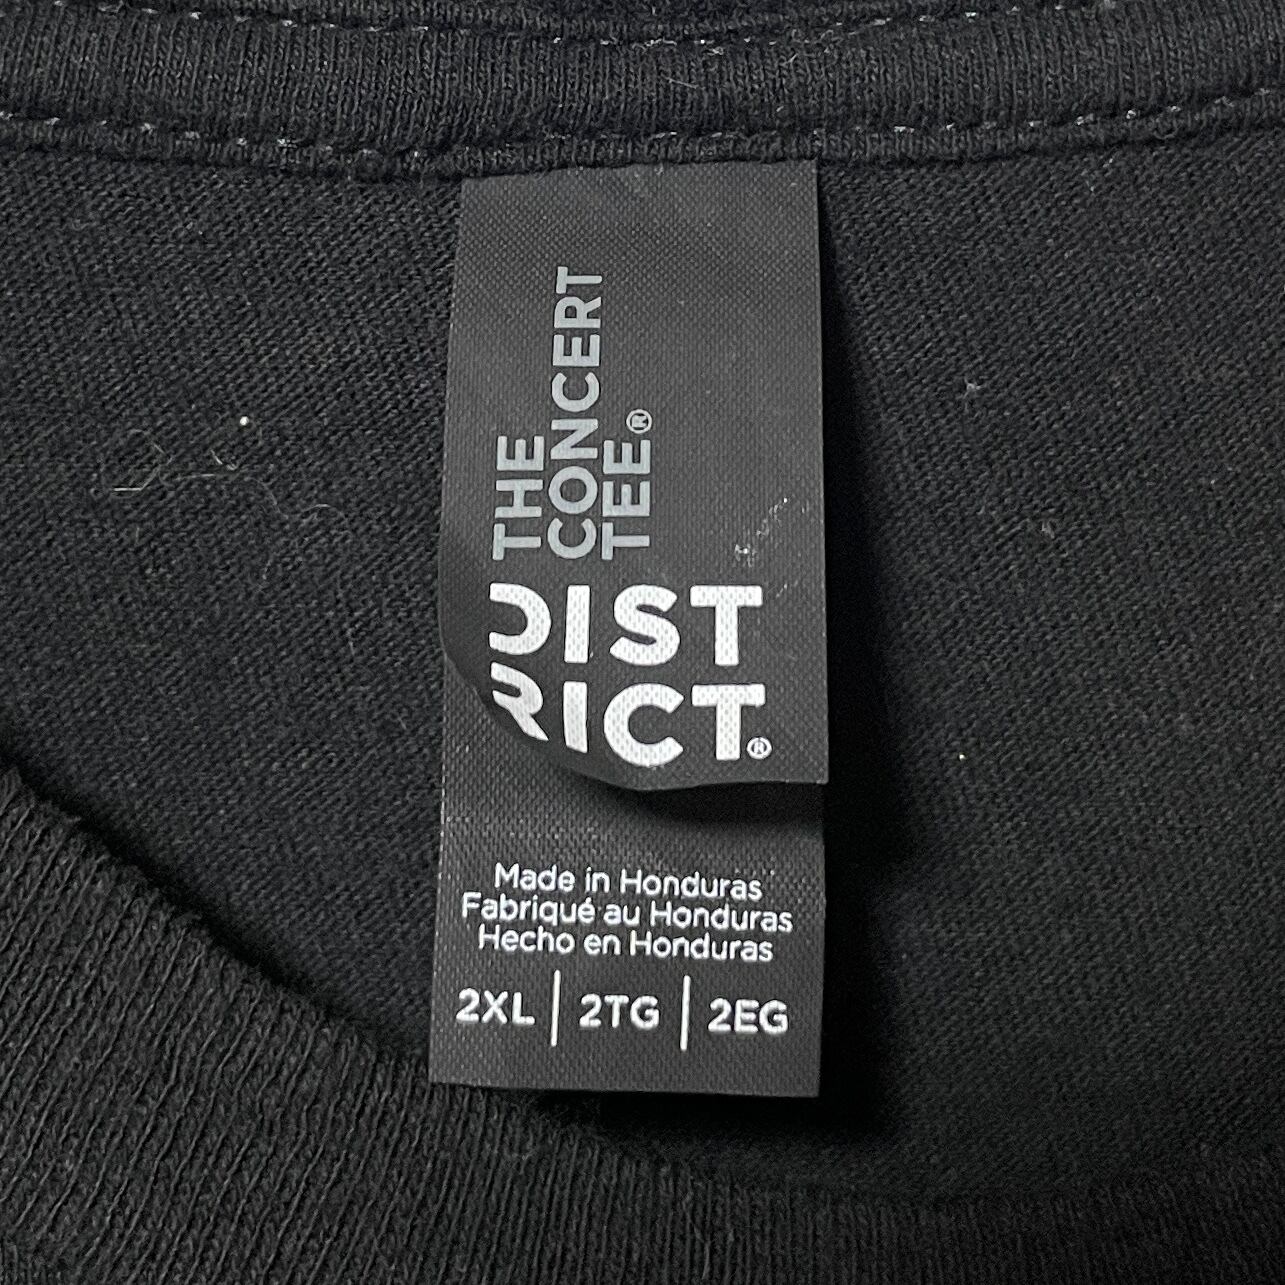 THE
CONCERT
TEE®
DIST
RICT®
Made in Honduras
Fabriqué au Honduras
Hecho en Honduras
2XL | 2TG | 2EG